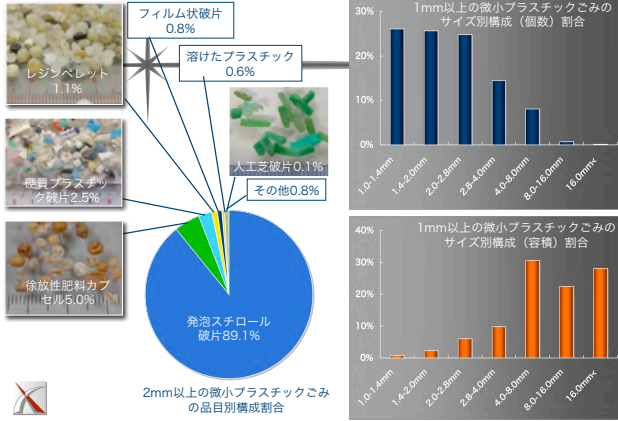 フィルム状破片
0.8%
溶けたプラスチック
0.6%
レジンペレット
1.1%
人工芝破片0.1%
硬質プラスチッ
ク破片2.5%
その他0.8%
徐放性肥料カプ
セル5.0%
発泡スチロール
破片89.1%
2mm以上の微小プラスチックごみ
の品目別構成割合
1mm以上の微小プラスチックごみの
サイズ別構成（個数）割合
30%
20%
10%
0%
1.0-1.4mm
1.4-2.0mm
2.0-2.8mm
2.8-4.0mm
4.0-8.0mm
8.0-16.0mm
16.0mm<
1mm以上の微小プラスチックごみの
サイズ別構成（容積）割合
40%
30%
20%
10%
0%
1.0-1.4mm
1.4-2.0mm
2.0-2.8mm
2.8-4.0mm
4.0-8.0mm
8.0-16.0mm
16.0mm<